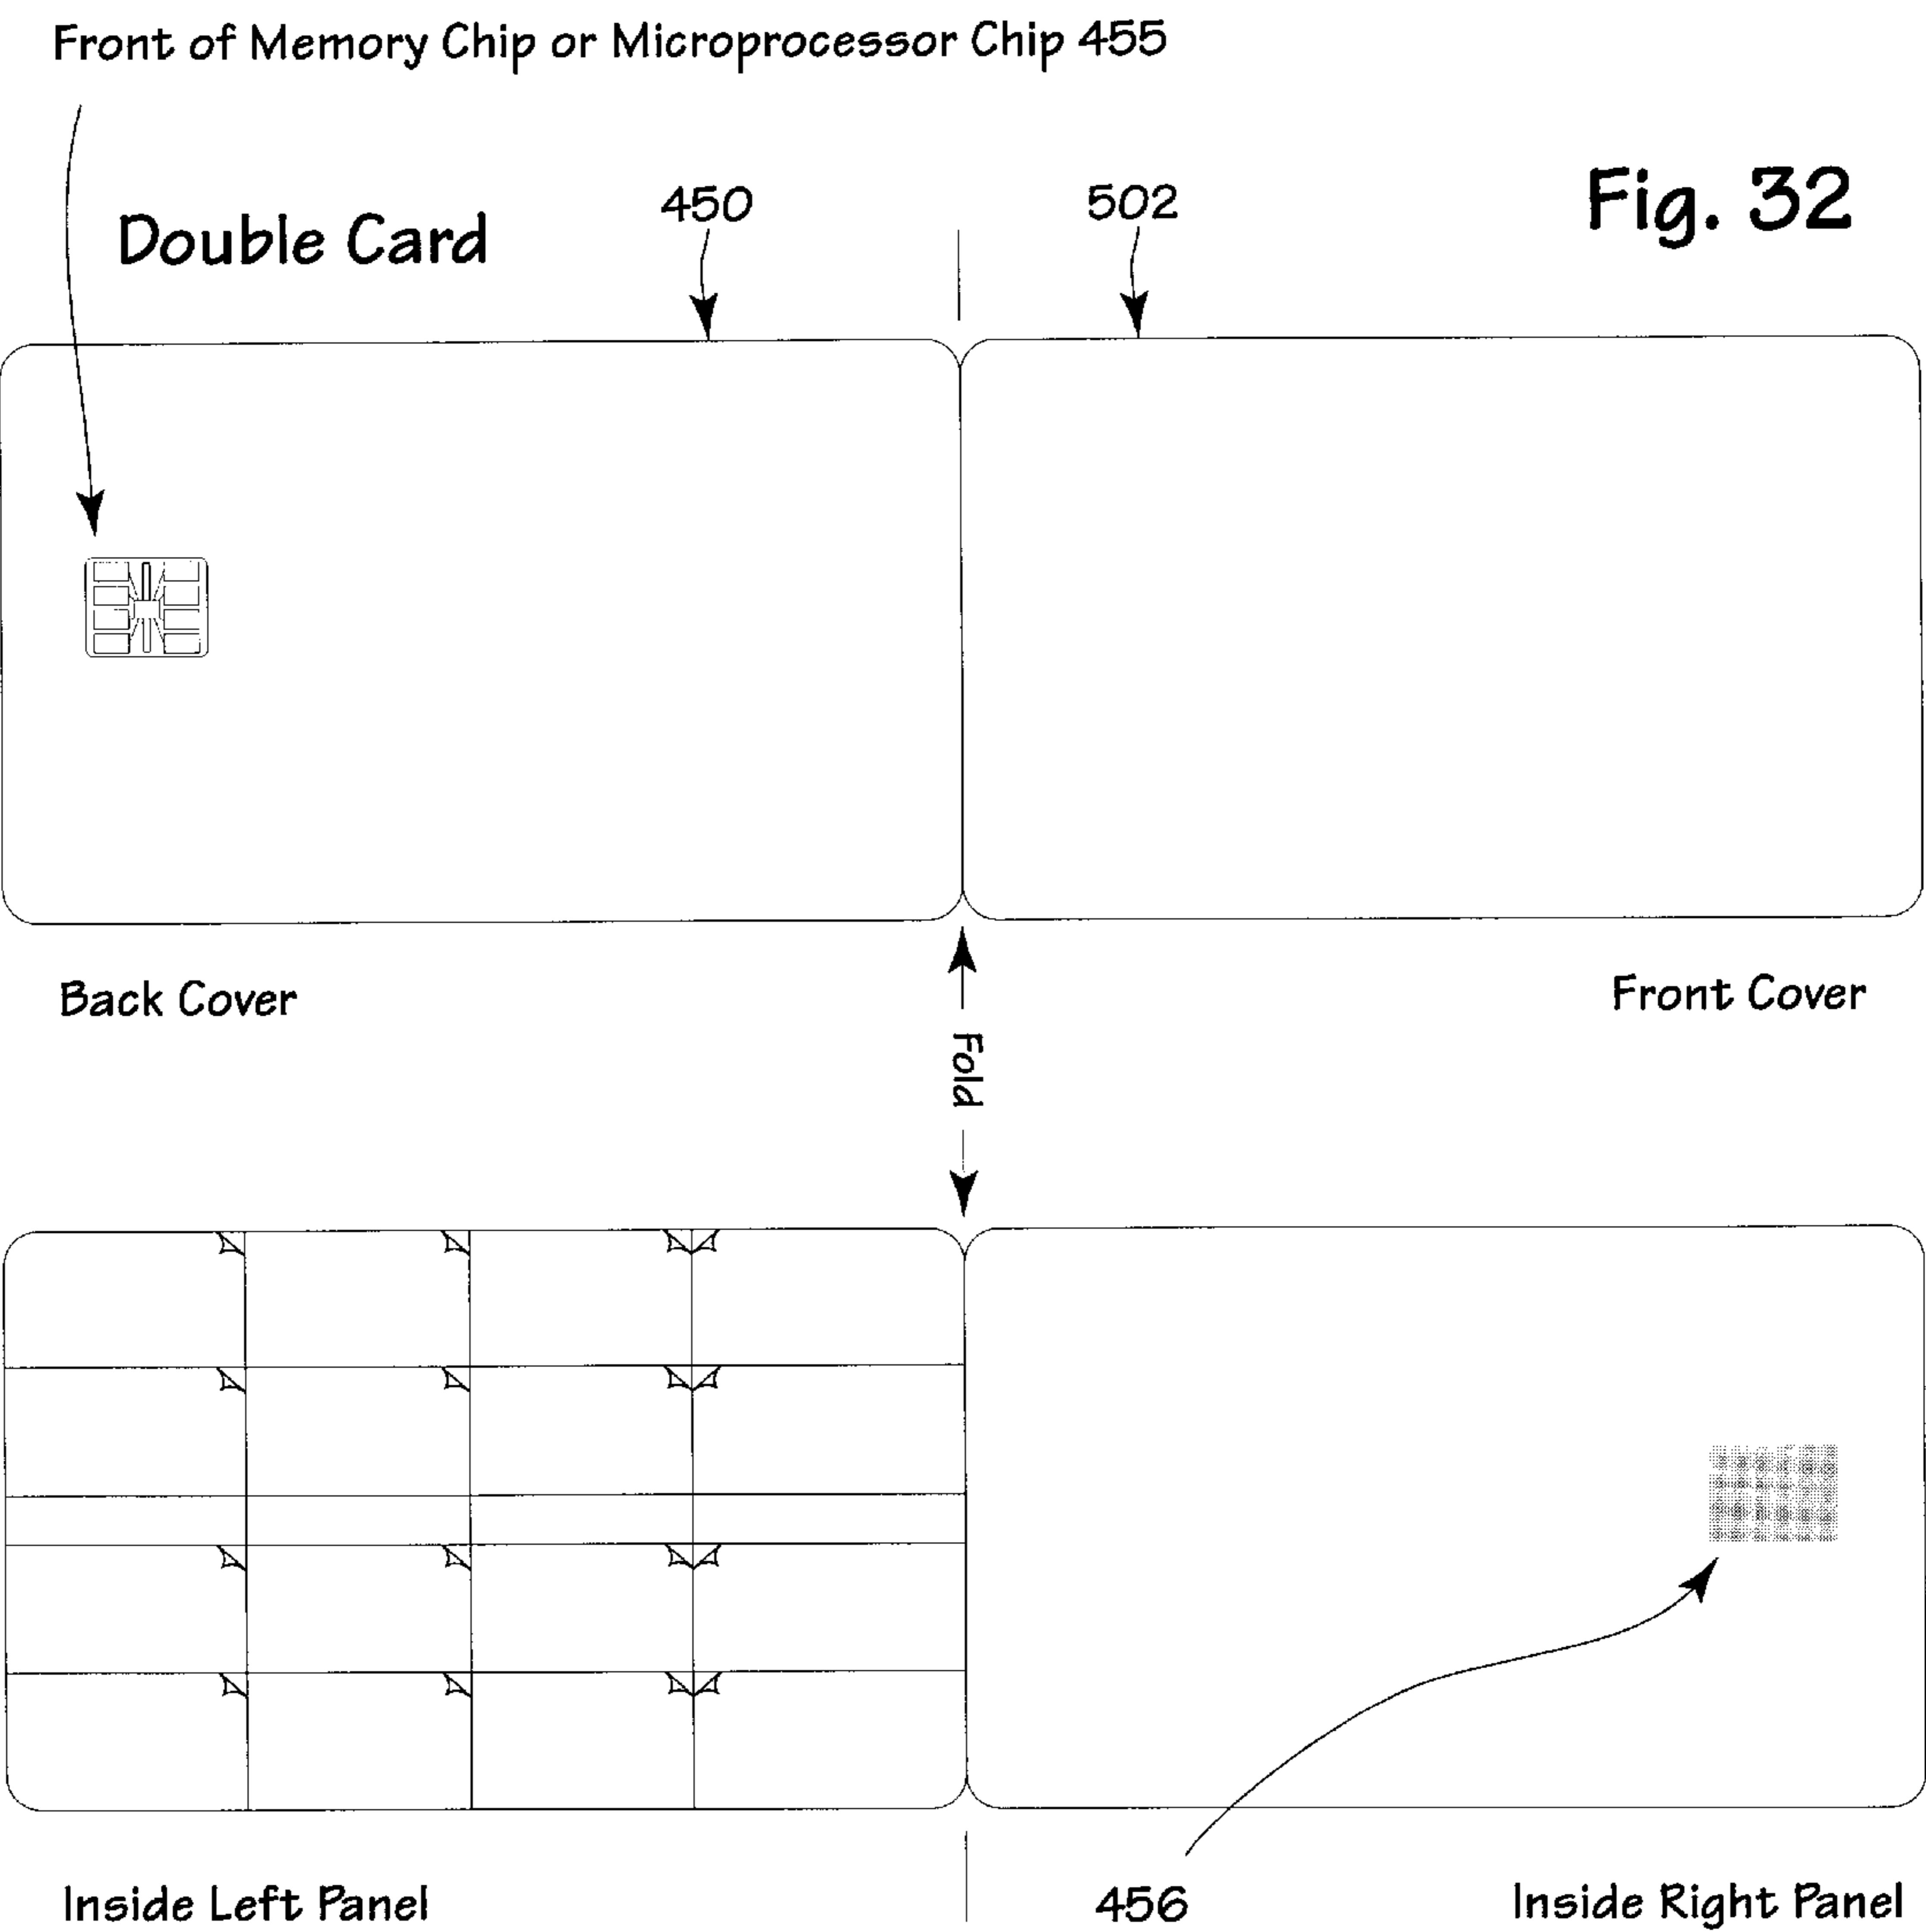 Front of Memory Chip or Microprocessor Chip 455
Fig. 32
Double Card
450
502
Back Cover
Front Cover
Fold
Inside Left Panel
456
Inside Right Panel